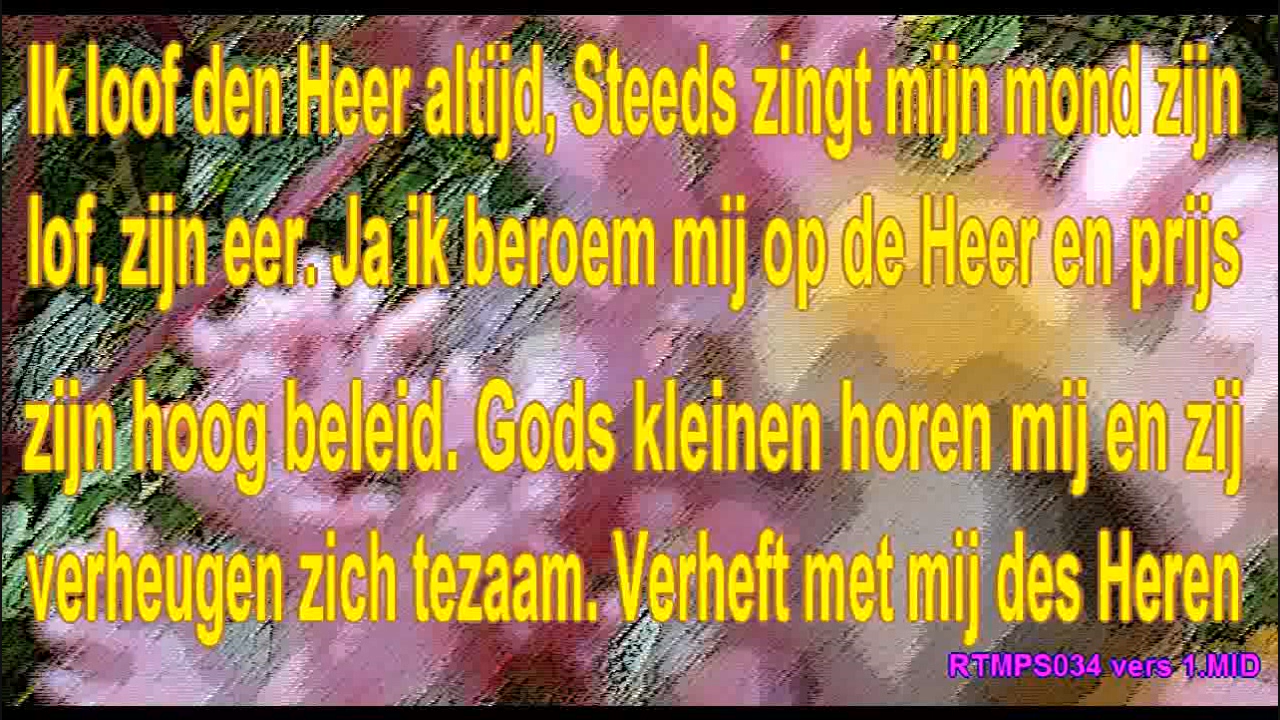 Ik loof den Heer altijd, Steeds zingt mijn mond zijn
lof, zijn eer. Ja ik beroem mij op de Heer en prijs
zijn hoog beleid. Gods kleinen horen mij en zij
verheugen zich tezaam. Verheft met mij des Heren
RTMPS034 vers 1.MID